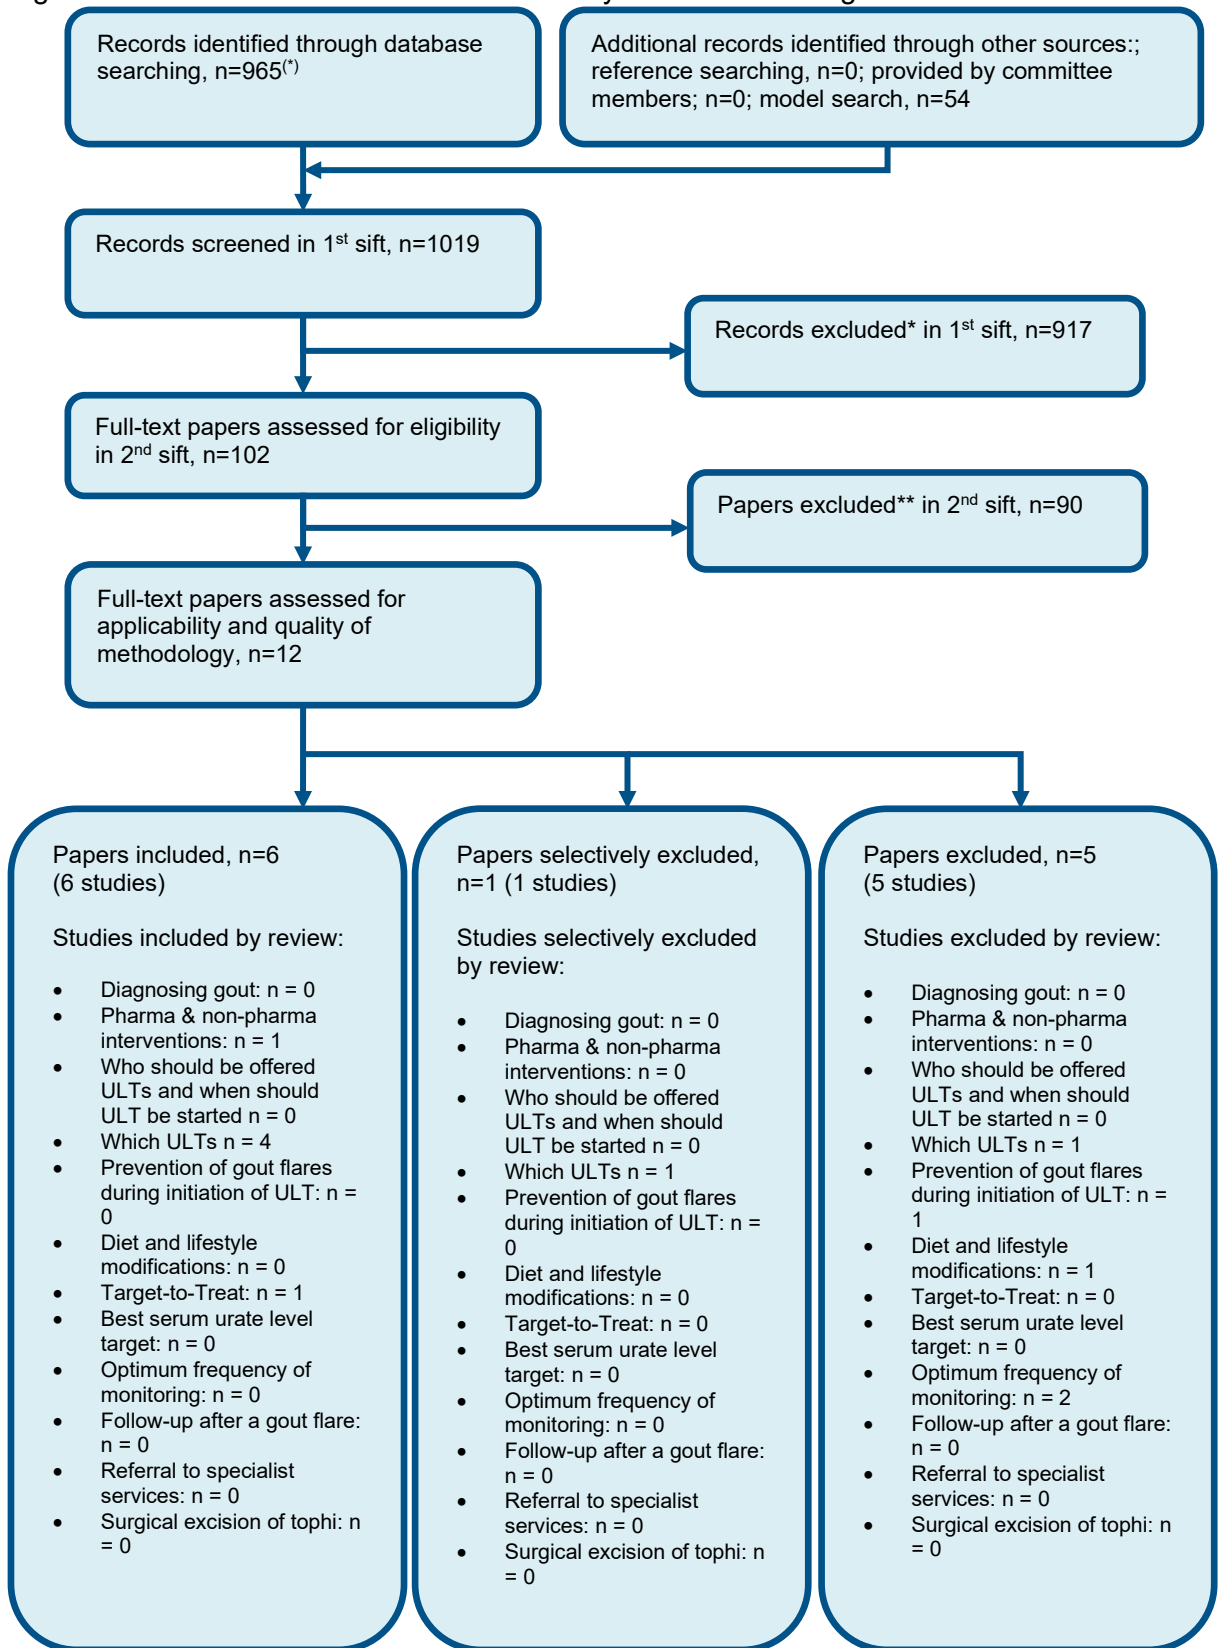 Records identified through database
searching, n=965(*)
Additional records identified through other sources:;
reference searching, n=0; provided by committee
members; n=0; model search, n=54
Records screened in 1st sift, n=1019
Records excluded* in 1st sift, n=917
Full-text papers assessed for eligibility
in 2nd sift, n=102
Papers excluded** in 2nd sift, n=90
Full-text papers assessed for
applicability and quality of
methodology, n=12
Papers included, n=6
(6 studies)
Studies included by review:
• Diagnosing gout: n = 0
• Pharma & non-pharma
interventions: n = 1
• Who should be offered
ULTs and when should
ULT be started n = 0
• Which ULTs n = 4
• Prevention of gout flares
during initiation of ULT: n =
0
• Diet and lifestyle
modifications: n = 0
• Target-to-Treat: n = 1
• Best serum urate level
target: n = 0
• Optimum frequency of
monitoring: n = 0
• Follow-up after a gout flare:
n = 0
• Referral to specialist
services: n = 0
• Surgical excision of tophi: n
= 0
Papers selectively excluded,
n=1 (1 studies)
Studies selectively excluded
by review:
• Diagnosing gout: n = 0
• Pharma & non-pharma
interventions: n = 0
• Who should be offered
ULTs and when should
ULT be started n = 0
• Which ULTs n = 1
• Prevention of gout flares
during initiation of ULT: n =
0
• Diet and lifestyle
modifications: n = 0
• Target-to-Treat: n = 0
• Best serum urate level
target: n = 0
• Optimum frequency of
monitoring: n = 0
• Follow-up after a gout flare:
n = 0
• Referral to specialist
services: n = 0
• Surgical excision of tophi: n
= 0
Papers excluded, n=5
(5 studies)
Studies excluded by review:
• Diagnosing gout: n = 0
• Pharma & non-pharma
interventions: n = 0
• Who should be offered
ULTs and when should
ULT be started n = 0
• Which ULTs n = 1
• Prevention of gout flares
during initiation of ULT: n =
1
• Diet and lifestyle
modifications: n = 1
• Target-to-Treat: n = 0
• Best serum urate level
target: n = 0
• Optimum frequency of
monitoring: n = 2
• Follow-up after a gout flare:
n = 0
• Referral to specialist
services: n = 0
• Surgical excision of tophi: n
= 0